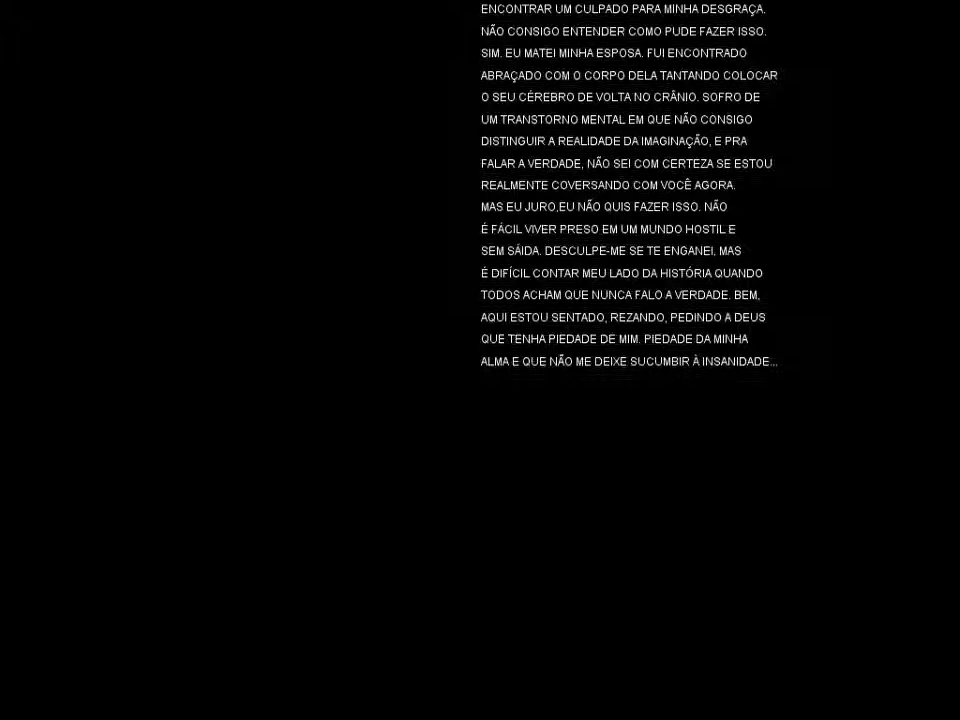 ENCONTRAR UM CULPADO PARA MINHA DESGRAÇA.
NÃO CONSIGO ENTENDER COMO PUDE FAZER ISSO.
SIM. EU MATEI MINHA ESPOSA. FUI ENCONTRADO
ABRAÇADO COM O CORPO DELA TANTANDO COLOCAR
O SEU CÉREBRO DE VOLTA NO CRÂNIO. SOFRO DE
UM TRANSTORNO MENTAL EM QUE NÃO CONSIGO
DISTINGUIR A REALIDADE DA IMAGINAÇÃO, E PRA
FALAR A VERDADE, NÃO SEI COM CERTEZA SE ESTOU
REALMENTE COVERSANDO COM VOCÊ AGORA.
MAS EU JURO,EU NÃO QUIS FAZER ISSO. NÃO
É FÁCIL VIVER PRESO EM UM MUNDO HOSTIL E
SEM SÁIDA. DESCULPE-ME SE TE ENGANEI, MAS
É DIFÍCIL CONTAR MEU LADO DA HISTÓRIA QUANDO
TODOS ACHAM QUE NUNCA FALO A VERDADE. BEM,
AQUI ESTOU SENTADO, REZANDO, PEDINDO A DEUS
QUE TENHA PIEDADE DE MIM. PIEDADE DA MINHA
ALMA E QUE NÃO ME DEIXE SUCUMBIR À INSANIDADE...